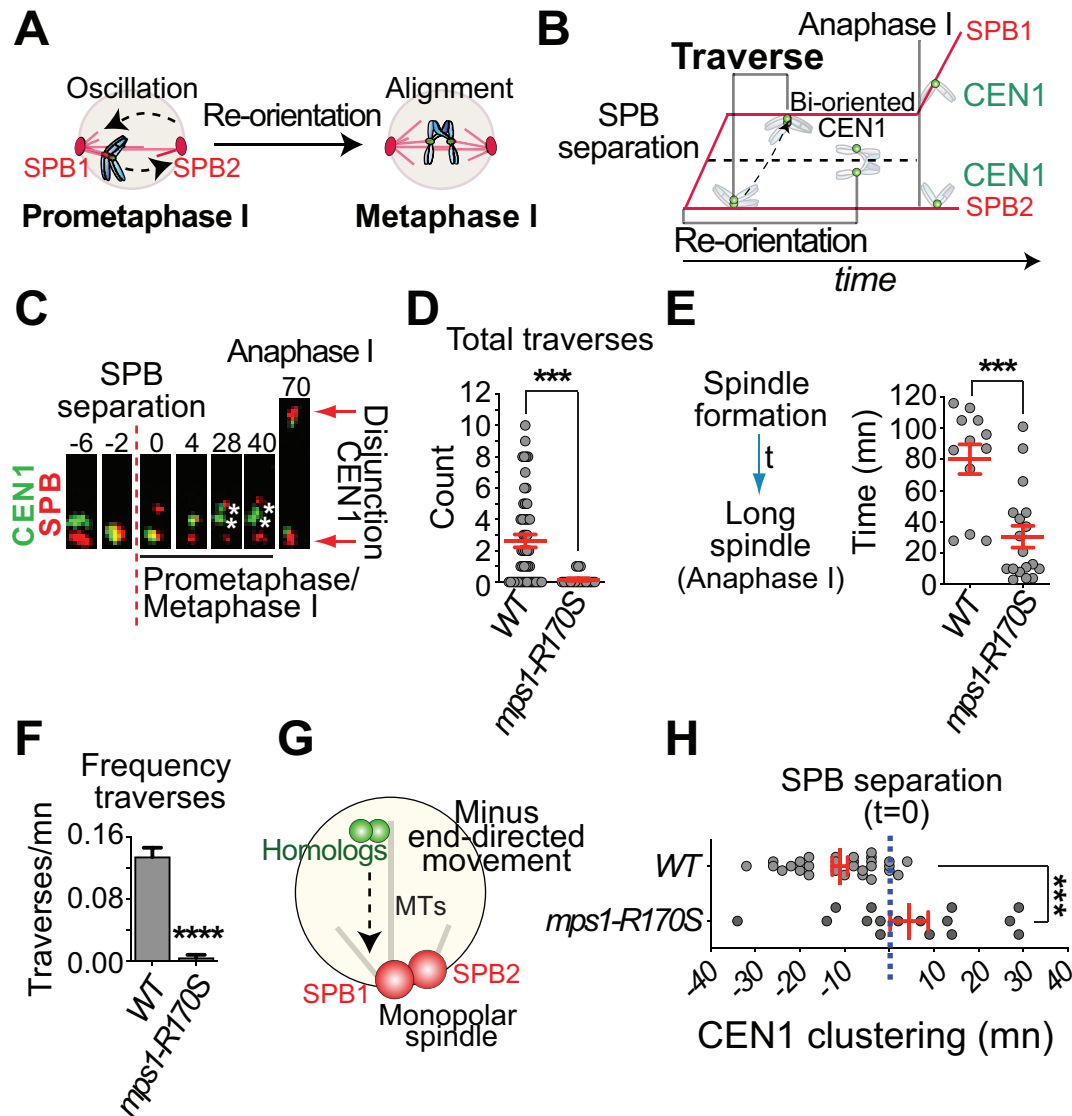 A
Oscillation
Re-orientation
Alignment
SPB1
SPB2
Prometaphase I
Metaphase I
B
Anaphase I
SPB1
Traverse
Bi-oriented
CEN1
CEN1
SPB
separation
CEN1
SPB2
Re-orientation
time
C
Anaphase I
SPB
separation
70
-6
-2
0
4
28
40
CEN1
SPB
*
*
*
*
Disjunction
CEN1
Prometaphase/
Metaphase I
D
Total traverses
***
12
10
8
6
4
2
0
Count
WT
mps1-R170S
E
Spindle
formation
t
Long
spindle
(Anaphase I)
***
120
100
80
60
40
20
0
Time (mn)
WT
mps1-R170S
F
Frequency
traverses
0.16
0.08
0.00
Traverses/mn
****
WT
mps1-R170S
G
Minus
end-directed
movement
Homologs
MTs
SPB1
SPB2
Monopolar
spindle
H
SPB separation
(t=0)
WT
mps1-R170S
***
-40
-30
-20
-10
0
10
20
30
40
CEN1 clustering (mn)